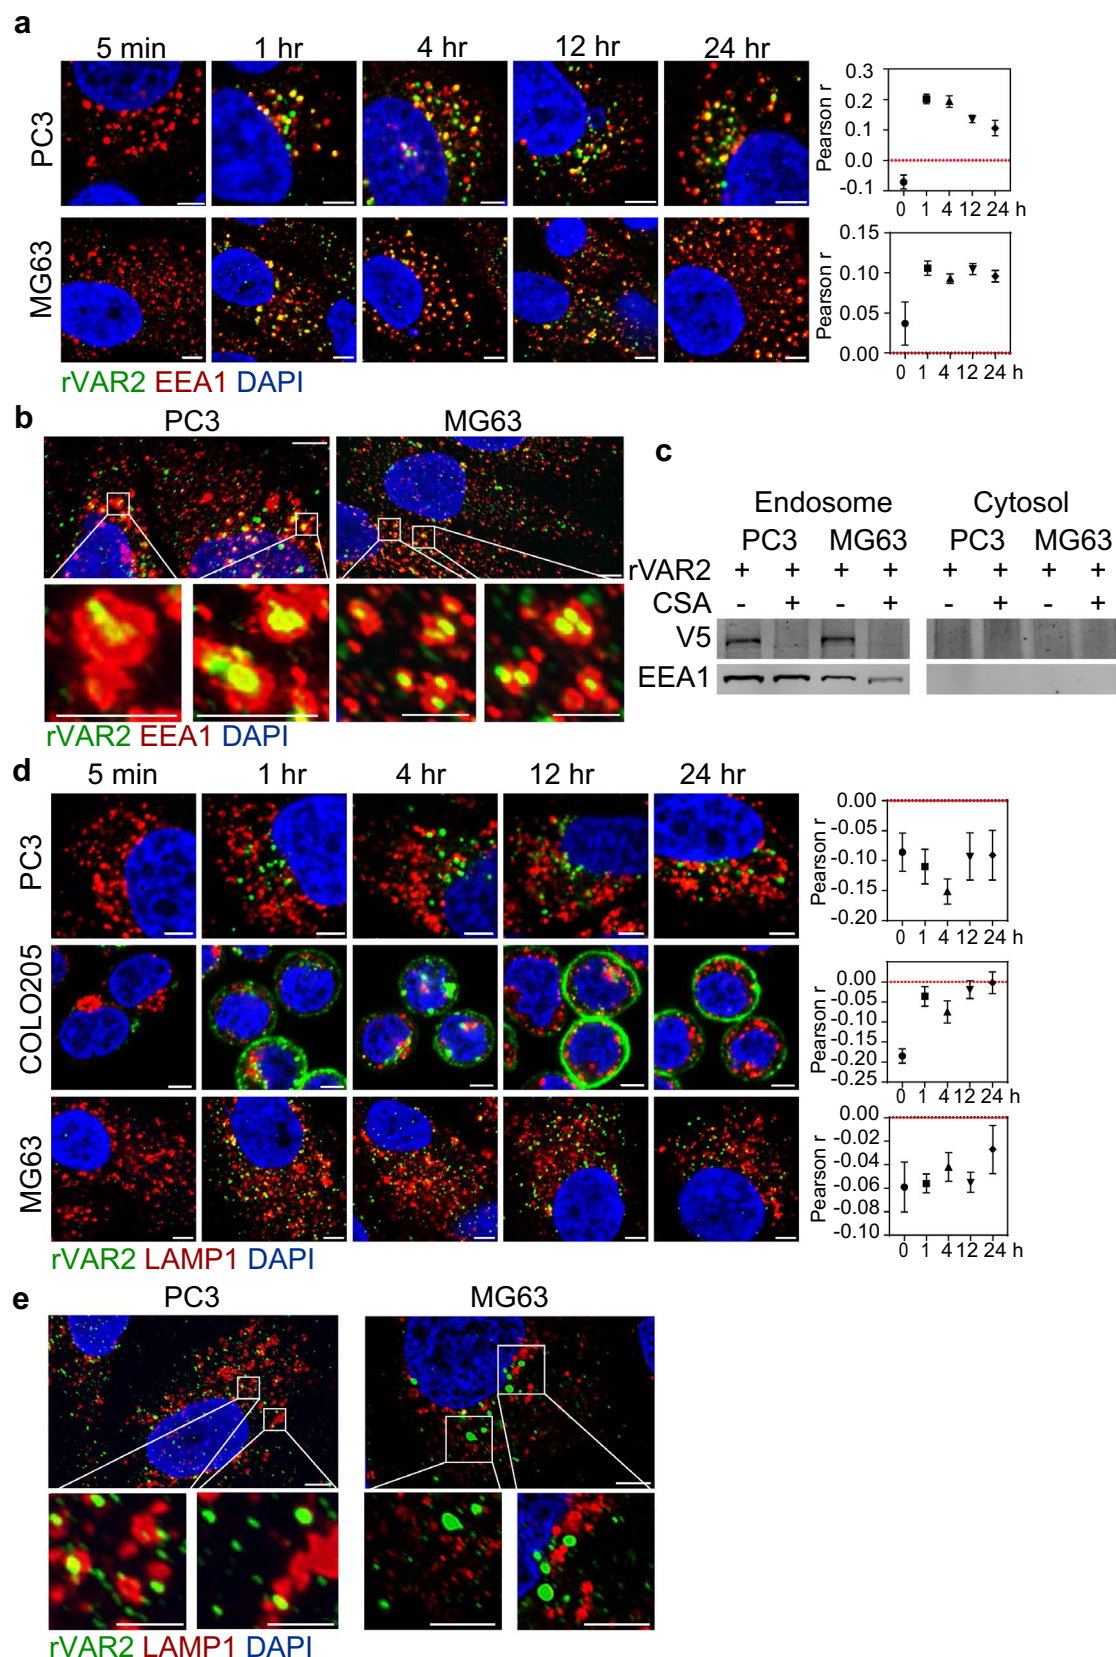 a
5 min 1 hr 4 hr 12 hr 24 hr
PC3
0.3
0.2
0.1
0.0
-0.1
Pearson r
0 1 4 12 24 h
MG63
0.15
0.10
0.05
0.00
Pearson r
0 1 4 12 24 h
rVAR2 EEA1 DAPI
b
PC3 MG63
rVAR2 EEA1 DAPI
c
Endosome Cytosol
PC3 MG63 PC3 MG63
rVAR2 + + + + + + + +
CSA - + - + - + - +
V5
EEA1
d
5 min 1 hr 4 hr 12 hr 24 hr
PC3
0.00
-0.05
-0.10
-0.15
-0.20
Pearson r
0 1 4 12 24 h
COLO205
0.00
-0.05
-0.10
-0.15
-0.20
-0.25
Pearson r
0 1 4 12 24 h
MG63
0.00
-0.02
-0.04
-0.06
-0.08
-0.10
Pearson r
0 1 4 12 24 h
rVAR2 LAMP1 DAPI
e
PC3 MG63
rVAR2 LAMP1 DAPI